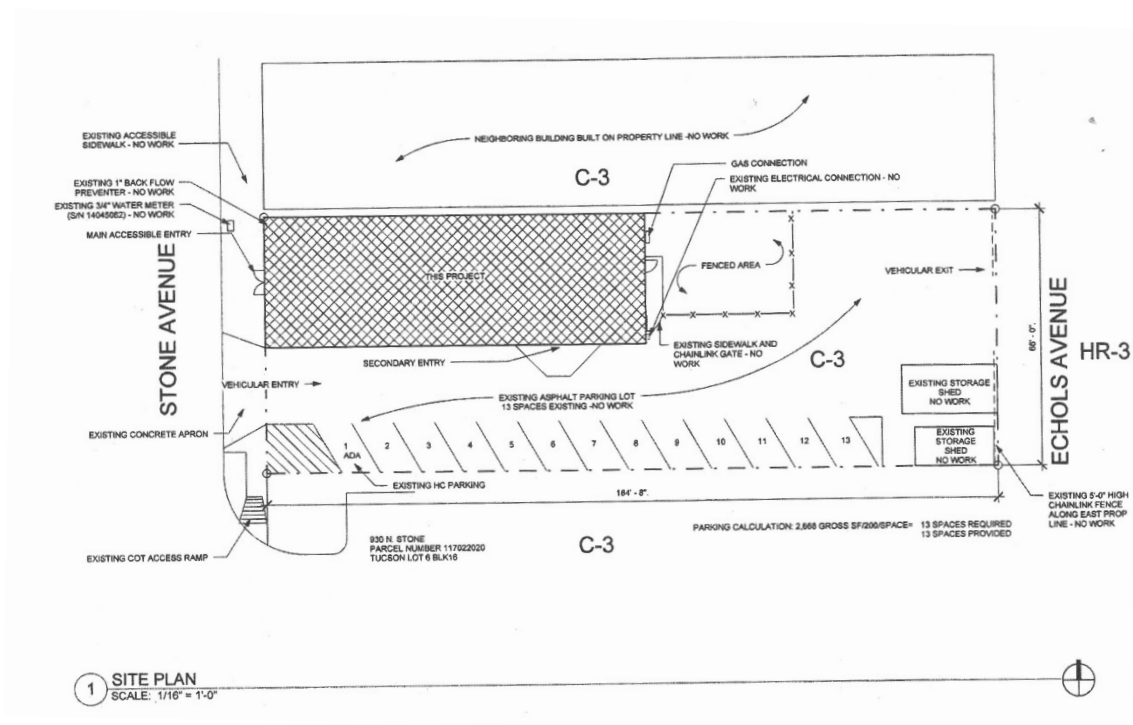 EXISTING ACCESSIBLE
SIDEWALK - NO WORK
NEIGHBORING BUILDING BUILT ON PROPERTY LINE -NO WORK
C-3
GAS CONNECTION
EXISTING ELECTRICAL CONNECTION - NO
WORK
EXISTING 1" BACK FLOW
PREVENTER - NO WORK
EXISTING 3/4" WATER METER
(S/N 14045062) - NO WORK
MAIN ACCESSIBLE ENTRY
STONE AVENUE
THIS PROJECT
FENCED AREA
VEHICULAR EXIT
66' - 0".
ECHOLS AVENUE
HR-3
SECONDARY ENTRY
EXISTING SIDEWALK AND
CHAINLINK GATE - NO
WORK
C-3
VEHICULAR ENTRY
EXISTING ASPHALT PARKING LOT
13 SPACES EXISTING -NO WORK
EXISTING STORAGE
SHED
NO WORK
EXISTING CONCRETE APRON
1
ADA
2
3
4
5
6
7
8
9
10
11
12
13
EXISTING
STORAGE
SHED
NO WORK
EXISTING HC PARKING
184' - 8".
EXISTING 5'-0" HIGH
CHAINLINK FENCE
ALONG EAST PROP
LINE - NO WORK
PARKING CALCULATION: 2,668 GROSS SF/200/SPACE= 13 SPACES REQUIRED
13 SPACES PROVIDED
EXISTING COT ACCESS RAMP
930 N. STONE
PARCEL NUMBER 117022020
TUCSON LOT 6 BLK16
C-3
1
SITE PLAN
SCALE: 1/16" = 1'-0"